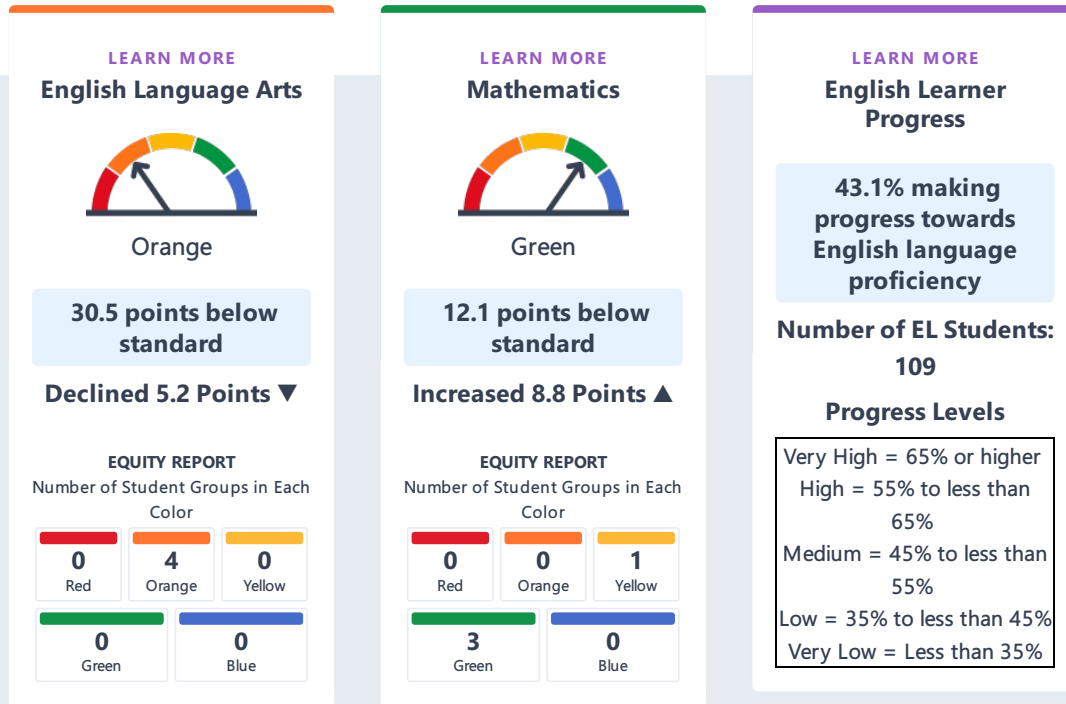 LEARN MORE
English Language Arts
Orange
30.5 points below
standard
Declined 5.2 Points ▼
EQUITY REPORT
Number of Student Groups in Each
Color
0
Red
4
Orange
0
Yellow
0
Green
0
Blue
LEARN MORE
Mathematics
Green
12.1 points below
standard
Increased 8.8 Points ▲
EQUITY REPORT
Number of Student Groups in Each
Color
0
Red
0
Orange
1
Yellow
3
Green
0
Blue
LEARN MORE
English Learner
Progress
43.1% making
progress towards
English language
proficiency
Number of EL Students:
109
Progress Levels
Very High = 65% or higher
High = 55% to less than
65%
Medium = 45% to less than
55%
Low = 35% to less than 45%
Very Low = Less than 35%